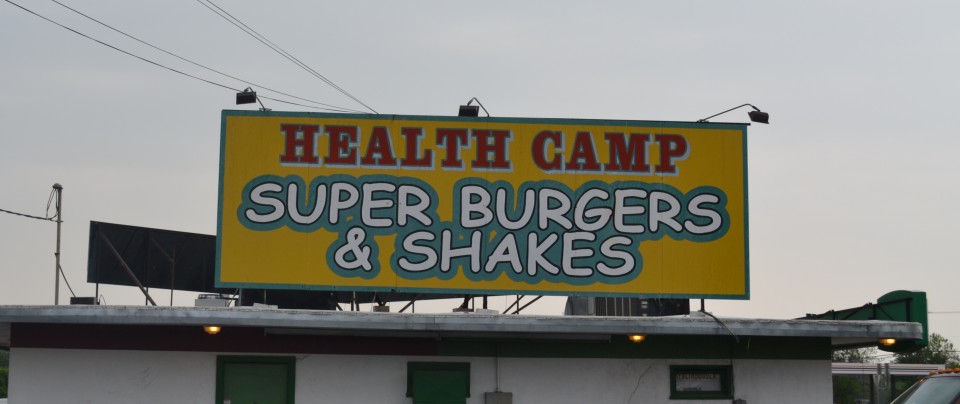 HEALTH CAMP
SUPER BURGERS
& SHAKES